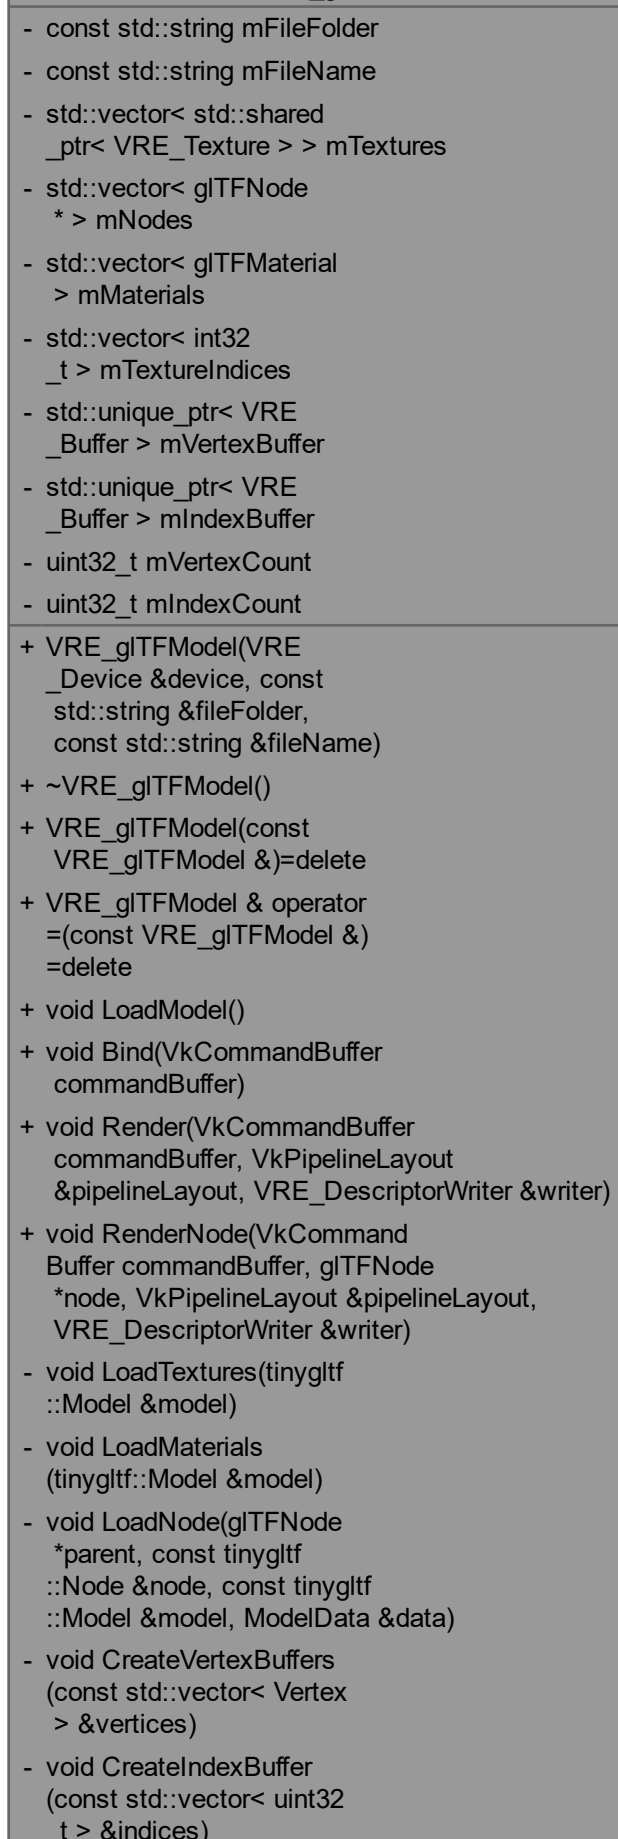 - const std::string mFileFolder
- const std::string mFileName
- std::vector< std::shared
_ptr< VRE_Texture > > mTextures
- std::vector< glTFNode
* > mNodes
- std::vector< glTFMaterial
> mMaterials
- std::vector< int32
_t > mTextureIndices
- std::unique_ptr< VRE
_Buffer > mVertexBuffer
- std::unique_ptr< VRE
_Buffer > mIndexBuffer
- uint32_t mVertexCount
- uint32_t mIndexCount
+ VRE_glTFModel(VRE
_Device &device, const
std::string &fileFolder,
const std::string &fileName)
+ ~VRE_glTFModel()
+ VRE_glTFModel(const
VRE_glTFModel &)=delete
+ VRE_glTFModel & operator
=(const VRE_glTFModel &)
=delete
+ void LoadModel()
+ void Bind(VkCommandBuffer
commandBuffer)
+ void Render(VkCommandBuffer
commandBuffer, VkPipelineLayout
&pipelineLayout, VRE_DescriptorWriter &writer)
+ void RenderNode(VkCommand
Buffer commandBuffer, glTFNode
*node, VkPipelineLayout &pipelineLayout,
VRE_DescriptorWriter &writer)
- void LoadTextures(tinygltf
::Model &model)
- void LoadMaterials
(tinygltf::Model &model)
- void LoadNode(glTFNode
*parent, const tinygltf
::Node &node, const tinygltf
::Model &model, ModelData &data)
- void CreateVertexBuffers
(const std::vector< Vertex
> &vertices)
- void CreateIndexBuffer
(const std::vector< uint32
_t > &indices)